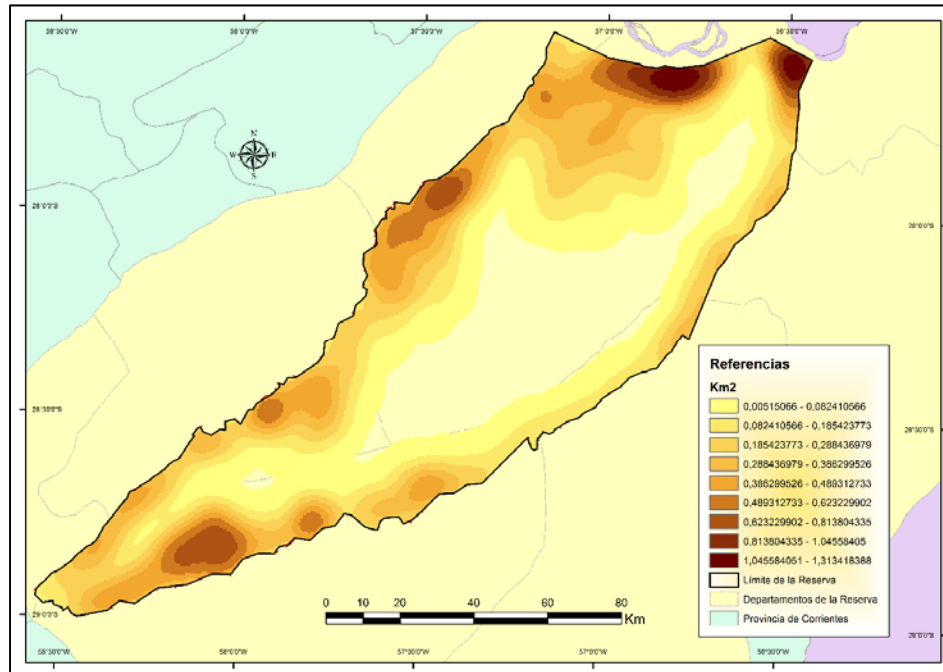 58°30'0"W 58°0'0"W 57°30'0"W 57°0'0"W 56°30'0"W
N
W E
S
28°0'0"S
28°0'0"S
28°30'0"S
28°30'0"S
29°0'0"S
29°0'0"S
Referencias
Km2
0,00515066 - 0,082410566
0,082410566 - 0,185423773
0,185423773 - 0,288436979
0,288436979 - 0,386299526
0,386299526 - 0,489312733
0,489312733 - 0,623229902
0,623229902 - 0,813804335
0,813804335 - 1,04558405
1,045584051 - 1,313418388
Límite de la Reserva
Departamentos de la Reserva
Provincia de Corrientes
0 10 20 40 60 80
Km
58°30'0"W 58°0'0"W 57°30'0"W 57°0'0"W 56°30'0"W